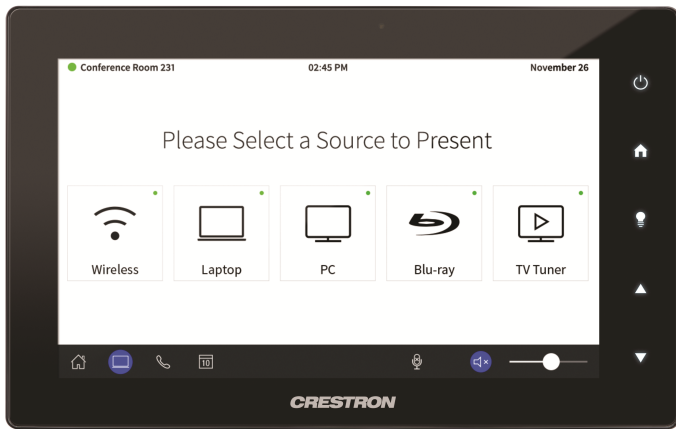 Conference Room 231 02:45 PM November 26
Please Select a Source to Present
Wireless Laptop PC Blu-ray TV Tuner
10
CRESTRON